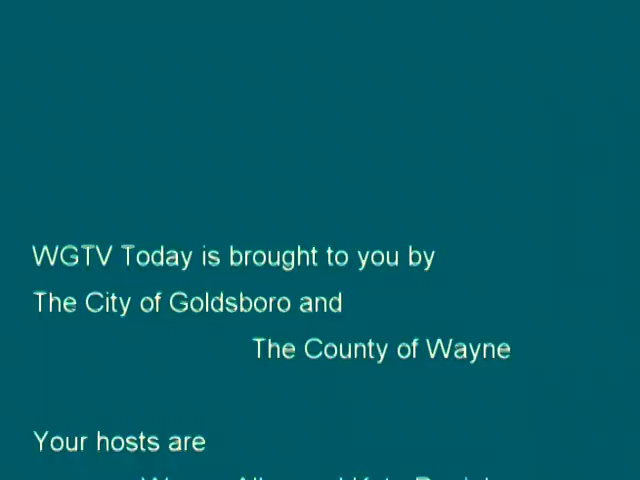 WGTV Today is brought to you by
The City of Goldsboro and
The County of Wayne
Your hosts are